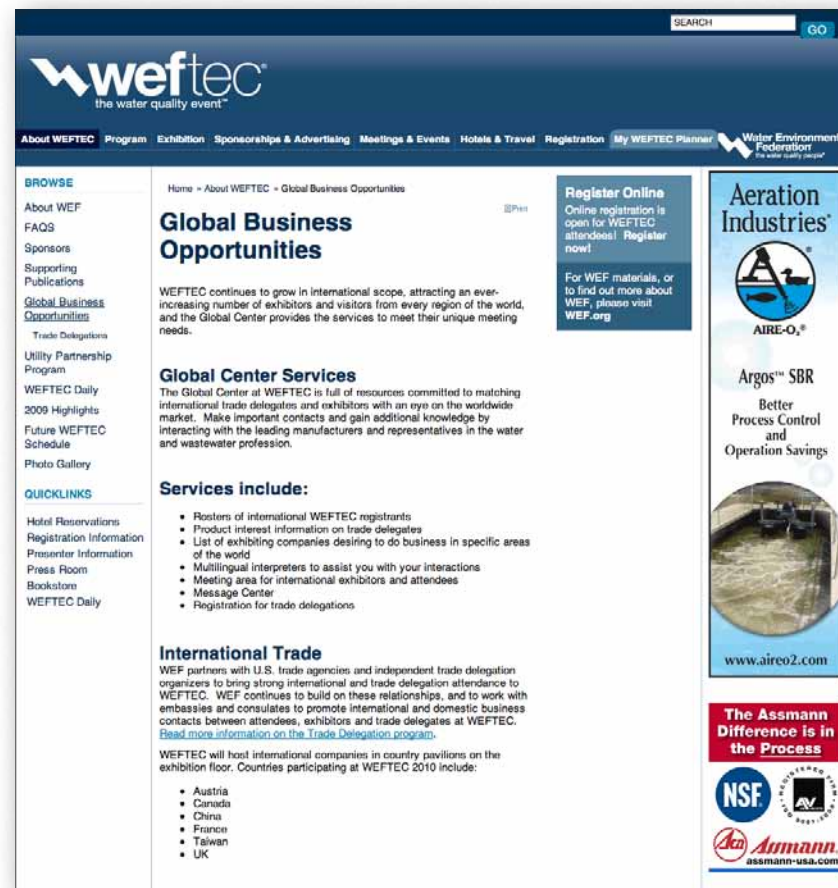 SEARCH
GO
weftec
the water quality event™
About WEFTEC Program Exhibition Sponsorships & Advertising Meetings & Events Hotels & Travel Registration My WEFTEC Planner
Water Environment
Federation
the water quality people®
BROWSE
About WEF
FAQS
Sponsors
Supporting
Publications
Global Business
Opportunities
Trade Delegations
Utility Partnership
Program
WEFTEC Daily
2009 Highlights
Future WEFTEC
Schedule
Photo Gallery
QUICKLINKS
Hotel Reservations
Registration Information
Presenter Information
Press Room
Bookstore
WEFTEC Daily
Home » About WEFTEC » Global Business Opportunities
Print
Global Business
Opportunities
WEFTEC continues to grow in international scope, attracting an ever-
increasing number of exhibitors and visitors from every region of the world,
and the Global Center provides the services to meet their unique meeting
needs.
Global Center Services
The Global Center at WEFTEC is full of resources committed to matching
international trade delegates and exhibitors with an eye on the worldwide
market. Make important contacts and gain additional knowledge by
interacting with the leading manufacturers and representatives in the water
and wastewater profession.
Services include:
• Rosters of international WEFTEC registrants
• Product interest information on trade delegates
• List of exhibiting companies desiring to do business in specific areas
of the world
• Multilingual interpreters to assist you with your interactions
• Meeting area for international exhibitors and attendees
• Message Center
• Registration for trade delegations
International Trade
WEF partners with U.S. trade agencies and independent trade delegation
organizers to bring strong international and trade delegation attendance to
WEFTEC. WEF continues to build on these relationships, and to work with
embassies and consulates to promote international and domestic business
contacts between attendees, exhibitors and trade delegates at WEFTEC.
Read more information on the Trade Delegation program.
WEFTEC will host international companies in country pavilions on the
exhibition floor. Countries participating at WEFTEC 2010 include:
• Austria
• Canada
• China
• France
• Taiwan
• UK
Register Online
Online registration is
open for WEFTEC
attendees! Register
now!
For WEF materials, or
to find out more about
WEF, please visit
WEF.org
Aeration
Industries®
AIRE-O₂®
Argos™ SBR
Better
Process Control
and
Operation Savings
www.aireo2.com
The Assmann
Difference is in
the Process
NSF
REGISTERED FIRM
AV
Acn Assmann
assmann-usa.com